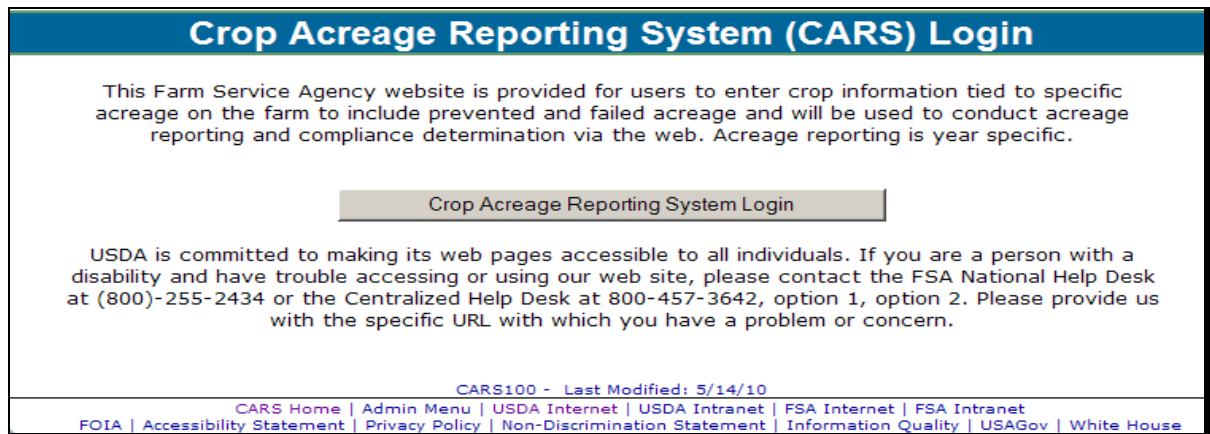 Crop Acreage Reporting System (CARS) Login
This Farm Service Agency website is provided for users to enter crop information tied to specific
acreage on the farm to include prevented and failed acreage and will be used to conduct acreage
reporting and compliance determination via the web. Acreage reporting is year specific.
Crop Acreage Reporting System Login
USDA is committed to making its web pages accessible to all individuals. If you are a person with a
disability and have trouble accessing or using our web site, please contact the FSA National Help Desk
at (800)-255-2434 or the Centralized Help Desk at 800-457-3642, option 1, option 2. Please provide us
with the specific URL with which you have a problem or concern.
CARS100 - Last Modified: 5/14/10
CARS Home | Admin Menu | USDA Internet | USDA Intranet | FSA Internet | FSA Intranet
FOIA | Accessibility Statement | Privacy Policy | Non-Discrimination Statement | Information Quality | USAGov | White House